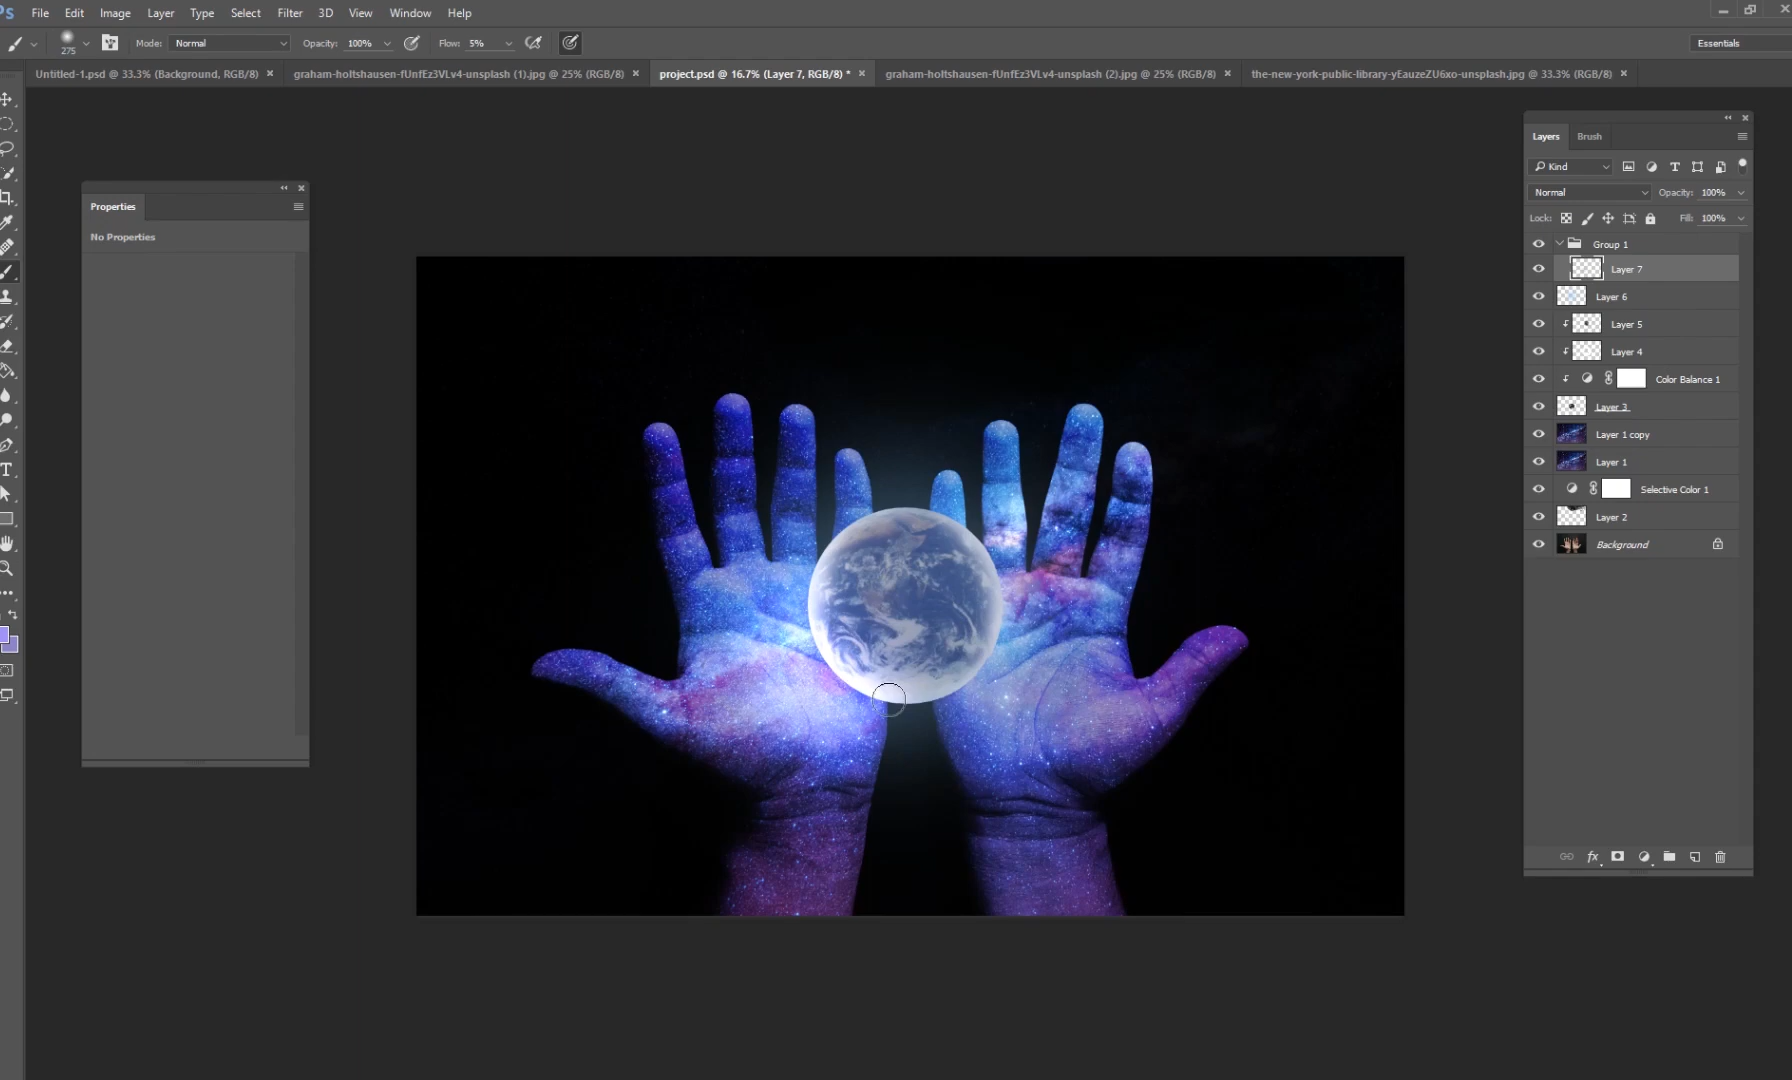 Ps File Edit Image Layer Type Select Filter 3D View Window Help
275 Mode: Normal Opacity: 100% Flow: 5% Essentials
Untitled-1.psd @ 33.3% (Background, RGB/8) × graham-holtshausen-fUnfEz3VLv4-unsplash (1).jpg @ 25% (RGB/8) × project.psd @ 16.7% (Layer 7, RGB/8) * × graham-holtshausen-fUnfEz3VLv4-unsplash (2).jpg @ 25% (RGB/8) × the-new-york-public-library-yEauzeZU6xo-unsplash.jpg @ 33.3% (RGB/8) ×
Properties
No Properties
Layers Brush
Kind
Normal Opacity: 100%
Lock: Fill: 100%
Group 1
Layer 7
Layer 6
Layer 5
Layer 4
Color Balance 1
Layer 3
Layer 1 copy
Layer 1
Selective Color 1
Layer 2
Background
fx